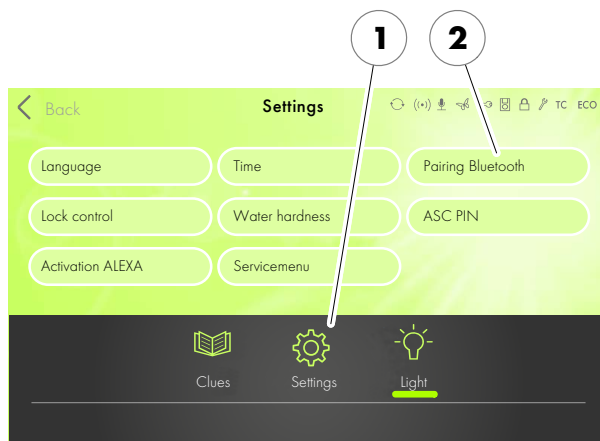 1 2
Back Settings TC ECO
Language Time Pairing Bluetooth
Lock control Water hardness ASC PIN
Activation ALEXA Servicemenu
Clues Settings Light